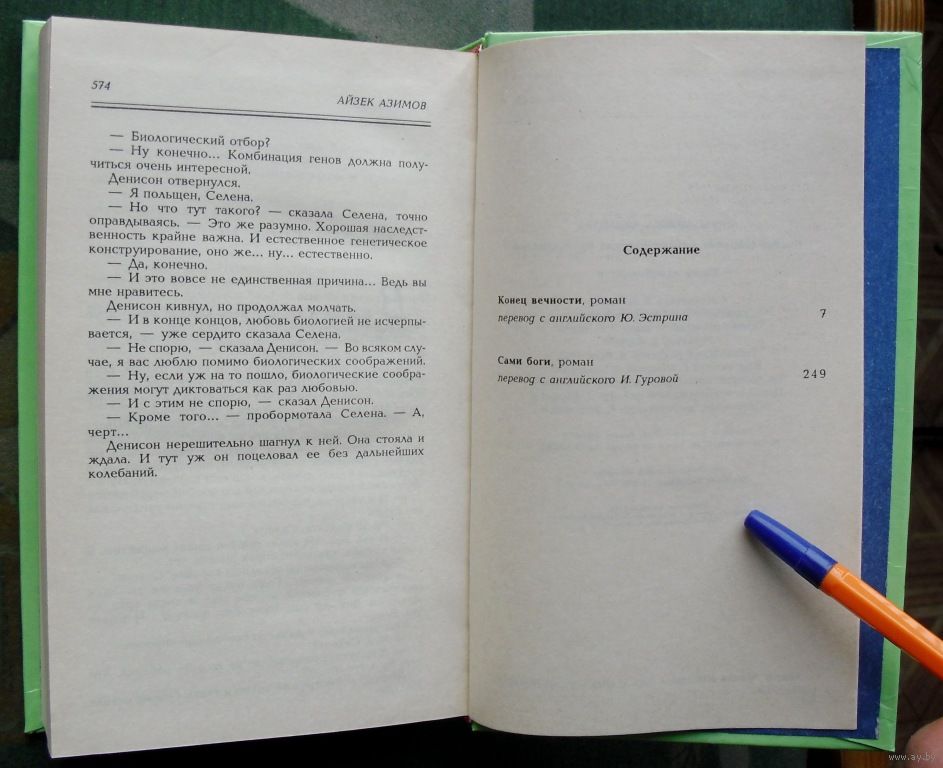 574
АЙЗЕК АЗИМОВ
— Биологический отбор?
— Ну конечно... Комбинация генов должна полу-
читься очень интересной.
Денисон отвернулся.
— Я польщен, Селена.
— Но что тут такого? — сказала Селена, точно
оправдываясь. — Это же разумно. Хорошая наследст-
венность крайне важна. И естественное генетическое
конструирование, оно же... ну... естественно.
— Да, конечно.
— И это вовсе не единственная причина... Ведь вы
мне нравитесь.
Денисон кивнул, но продолжал молчать.
— И в конце концов, любовь биологией не исчерпы-
вается, — уже сердито сказала Селена.
— Не спорю, — сказала Денисон. — Во всяком слу-
чае, я вас люблю помимо биологических соображений.
— Ну, если уж на то пошло, биологические сообра-
жения могут диктоваться как раз любовью.
— И с этим не спорю, — сказал Денисон.
— Кроме того... — пробормотала Селена. — А,
черт...
Денисон нерешительно шагнул к ней. Она стояла и
ждала. И тут уж он поцеловал ее без дальнейших
колебаний.
Содержание
Конец вечности, роман
перевод с английского Ю. Эстрина 7
Сами боги, роман
перевод с английского И. Гуровой 249
www.ay.by